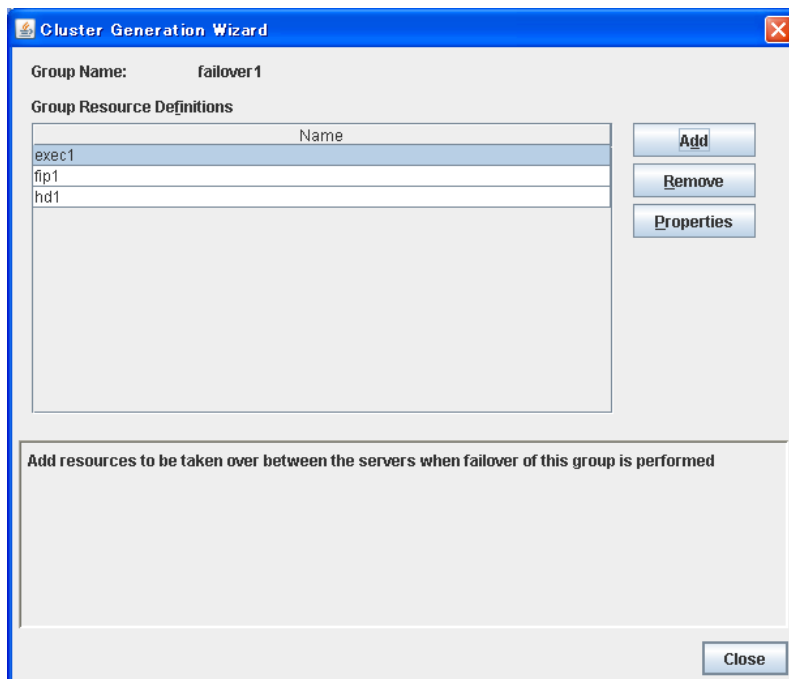 Cluster Generation Wizard
Group Name: failover1
Group Resource Definitions
Name
exec1
fip1
hd1
Add
Remove
Properties
Add resources to be taken over between the servers when failover of this group is performed
Close